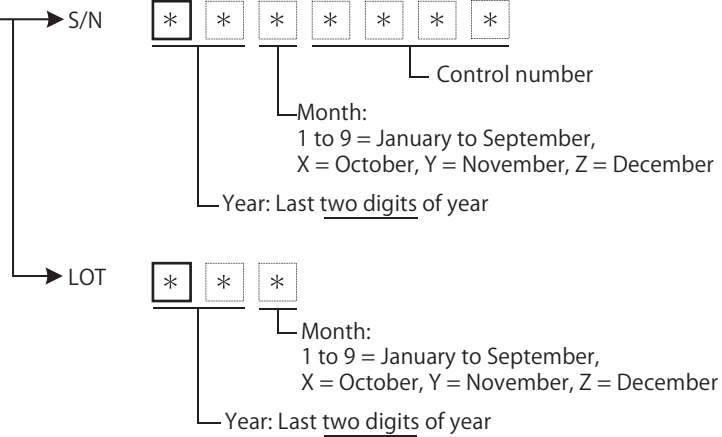 S/N * * * * * * *
Control number
Month:
1 to 9 = January to September,
X = October, Y = November, Z = December
Year: Last two digits of year
LOT * * *
Month:
1 to 9 = January to September,
X = October, Y = November, Z = December
Year: Last two digits of year